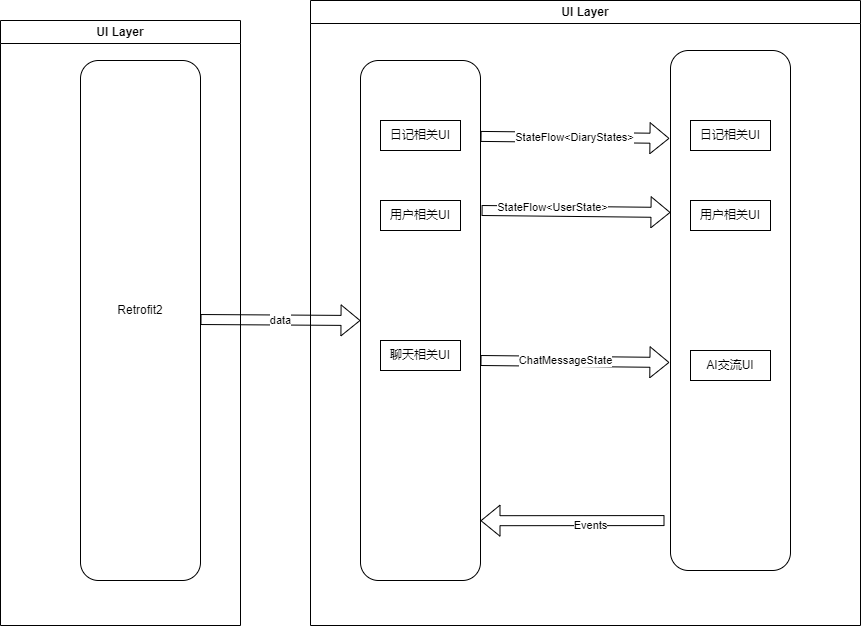 UI Layer
Retrofit2
data
UI Layer
日记相关UI
StateFlow<DiaryStates>
日记相关UI
用户相关UI
StateFlow<UserState>
用户相关UI
聊天相关UI
ChatMessageState
AI交流UI
Events